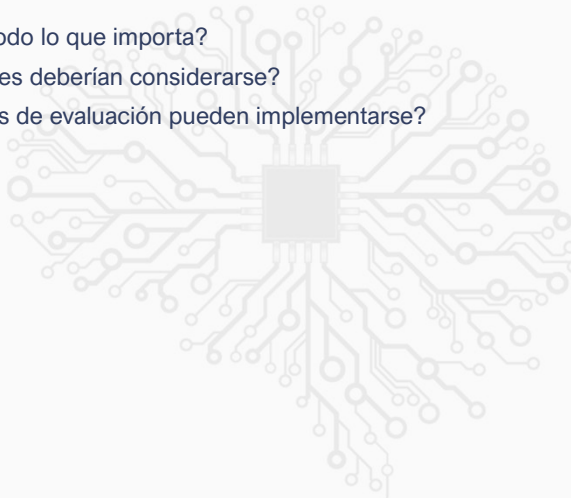 odo lo que importa?
es deberían considerarse?
s de evaluación pueden implementarse?